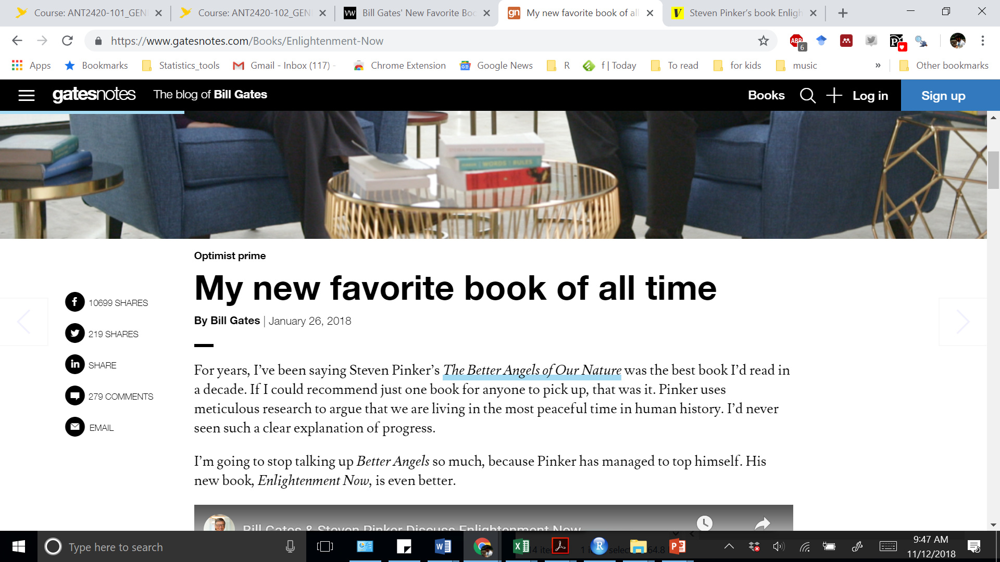 Course: ANT2420-101_GEN
Course: ANT2420-102_GEN
Bill Gates' New Favorite Boo
My new favorite book of al
Steven Pinker's book Enligh
https://www.gatesnotes.com/Books/Enlightenment-Now
ABP
6
Apps
Bookmarks
Statistics_tools
Gmail - Inbox (117) -
Chrome Extension
Google News
R
f | Today
To read
for kids
music
»
Other bookmarks
gatesnotes
The blog of Bill Gates
Books
Log in
Sign up
WORDS RULES
Optimist prime
My new favorite book of all time
By Bill Gates | January 26, 2018
10699 SHARES
219 SHARES
SHARE
279 COMMENTS
EMAIL
For years, I've been saying Steven Pinker's The Better Angels of Our Nature was the best book I'd read in
a decade. If I could recommend just one book for anyone to pick up, that was it. Pinker uses
meticulous research to argue that we are living in the most peaceful time in human history. I'd never
seen such a clear explanation of progress.
I'm going to stop talking up Better Angels so much, because Pinker has managed to top himself. His
new book, Enlightenment Now, is even better.
Bill Gates & Steven Pinker Discuss Enlightenment Now
Type here to search
9:47 AM
11/12/2018